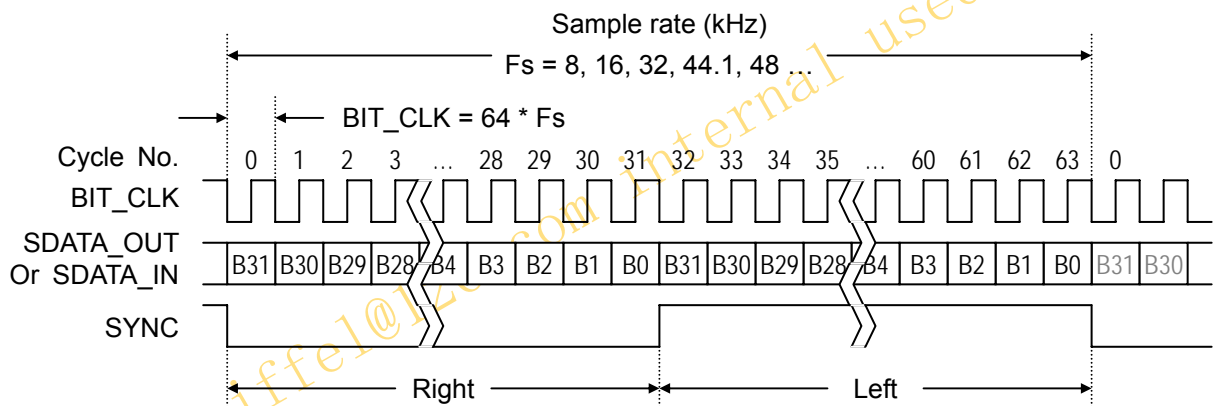 Sample rate (kHz)
Fs = 8, 16, 32, 44.1, 48 ...
BIT_CLK = 64 * Fs
Cycle No. 0 1 2 3 ... 28 29 30 31 32 33 34 35 ... 60 61 62 63 0
BIT_CLK
SDATA_OUT
Or SDATA_IN B31 B30 B29 B28 B4 B3 B2 B1 B0 B31 B30 B29 B28 B4 B3 B2 B1 B0 B31 B30
SYNC
Right Left
internal